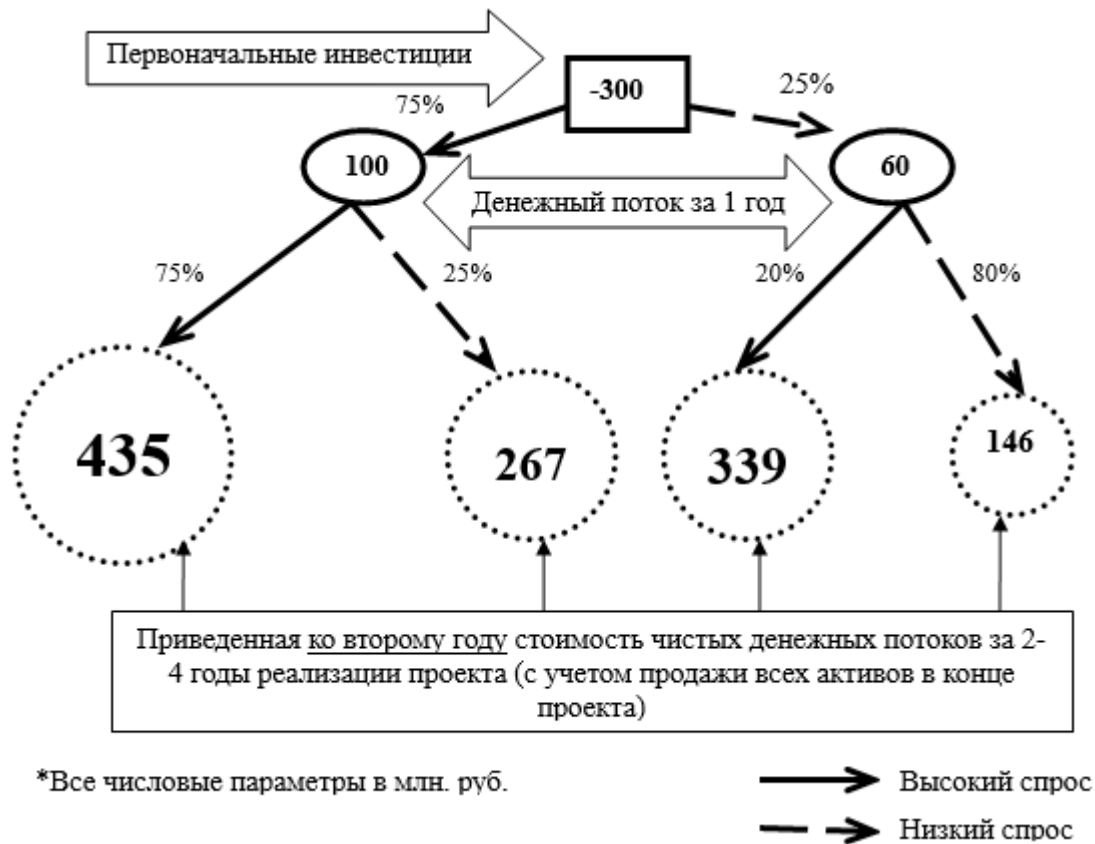 Первоначальные инвестиции
-300
75%
25%
100
60
Денежный поток за 1 год
75%
25%
20%
80%
435
267
339
146
Приведенная ко второму году стоимость чистых денежных потоков за 2-
4 годы реализации проекта (с учетом продажи всех активов в конце
проекта)
*Все числовые параметры в млн. руб.
Высокий спрос
Низкий спрос